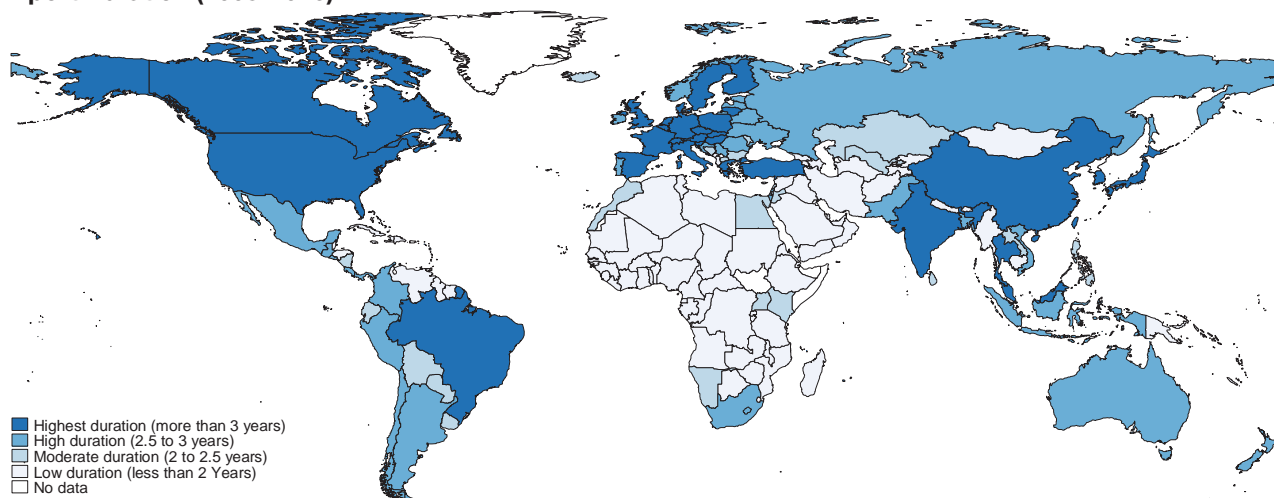 Highest duration (more than 3 years)
High duration (2.5 to 3 years)
Moderate duration (2 to 2.5 years)
Low duration (less than 2 Years)
No data